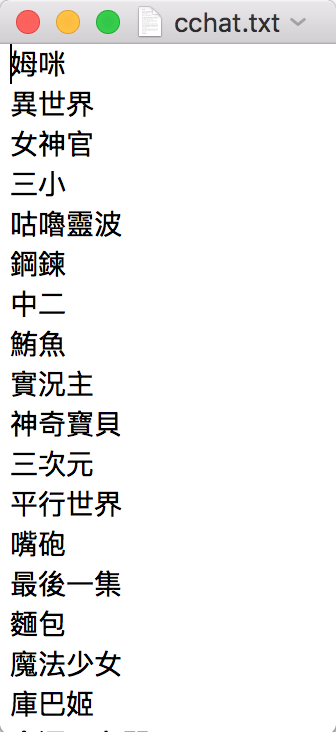 cchat.txt
姆咪
異世界
女神官
三小
咕嚕靈波
鋼鍊
中二
鮪魚
實況主
神奇寶貝
三次元
平行世界
嘴砲
最後一集
麵包
魔法少女
庫巴姬